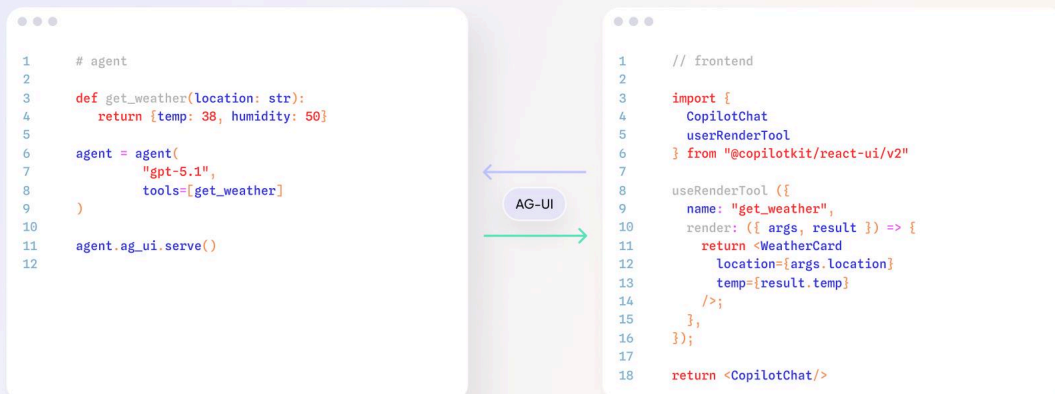 1 # agent
2
3 def get_weather(location: str):
4 return {temp: 38, humidity: 50}
5
6 agent = agent(
7 "gpt-5.1",
8 tools=[get_weather]
9 )
10
11 agent.ag_ui.serve()
12
AG-UI
1 // frontend
2
3 import {
4 CopilotChat
5 userRenderTool
6 } from "@copilotkit/react-ui/v2"
7
8 useRenderTool ({
9 name: "get_weather",
10 render: ({ args, result }) => {
11 return <WeatherCard
12 location={args.location}
13 temp={result.temp}
14 />;
15 },
16 });
17
18 return <CopilotChat/>